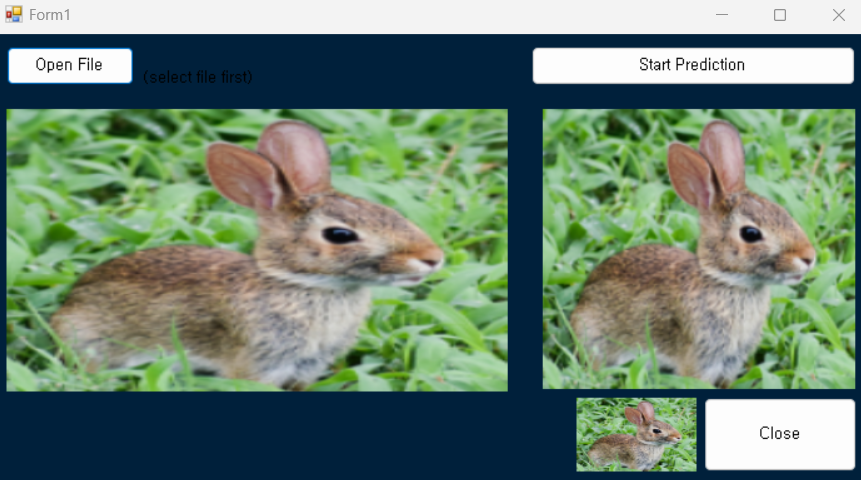 Form1
Open File
(select file first)
Start Prediction
Close